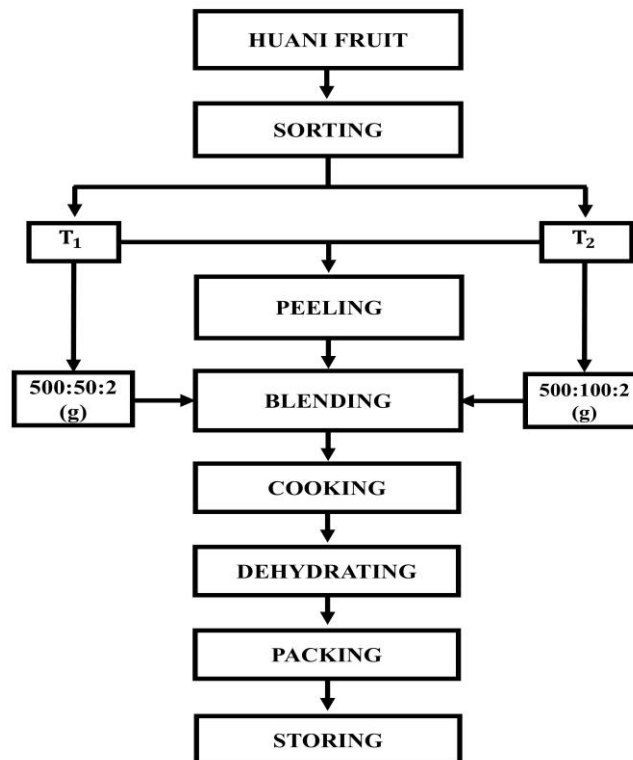 HUANI FRUIT
SORTING
T₁
T₂
PEELING
500:50:2
(g)
BLENDING
500:100:2
(g)
COOKING
DEHYDRATING
PACKING
STORING